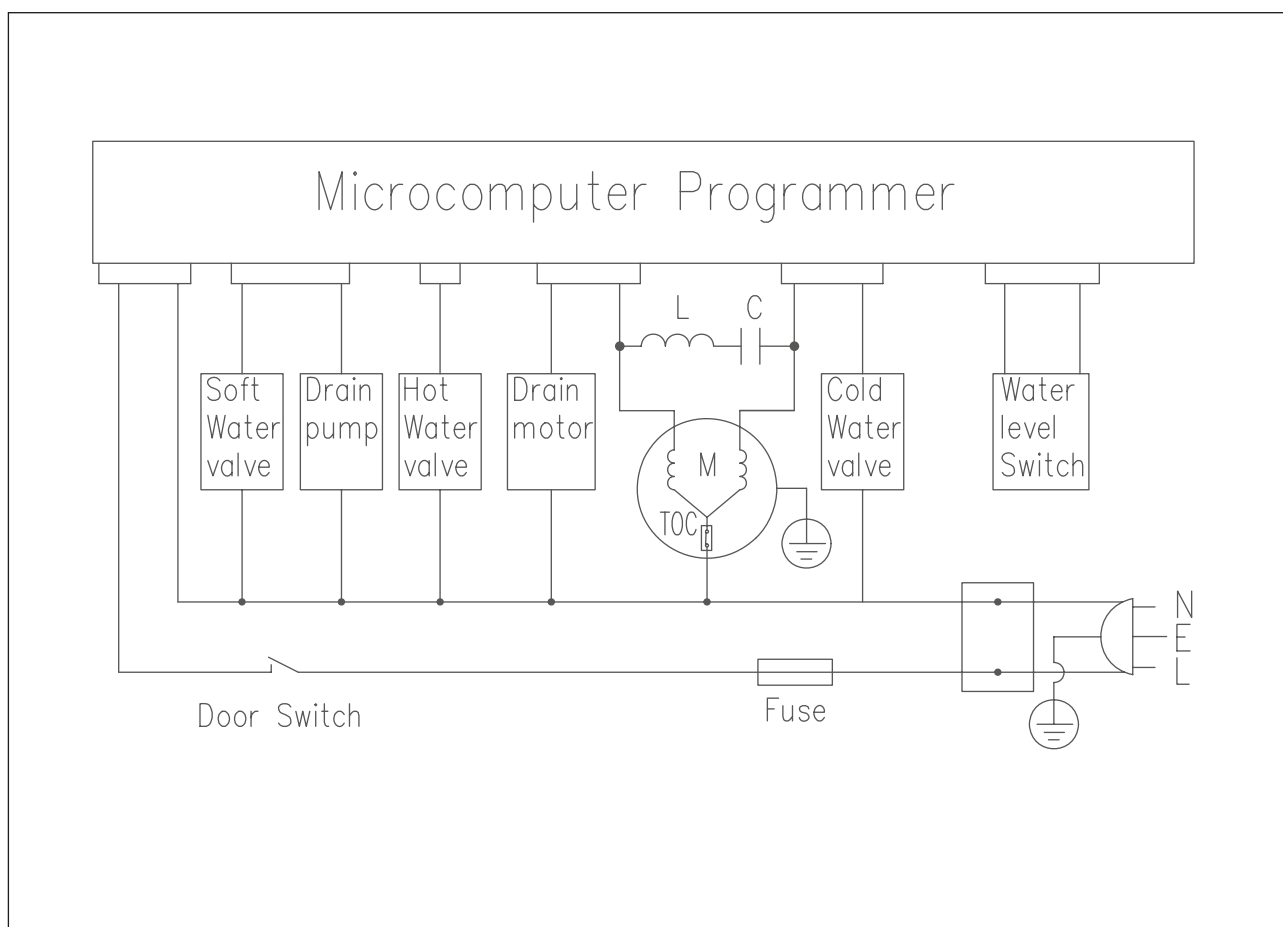 Microcomputer Programmer
L
C
Soft
Water
valve
Drain
pump
Hot
Water
valve
Drain
motor
M
TOC
Cold
Water
valve
Water
level
Switch
N
E
L
Door Switch
Fuse